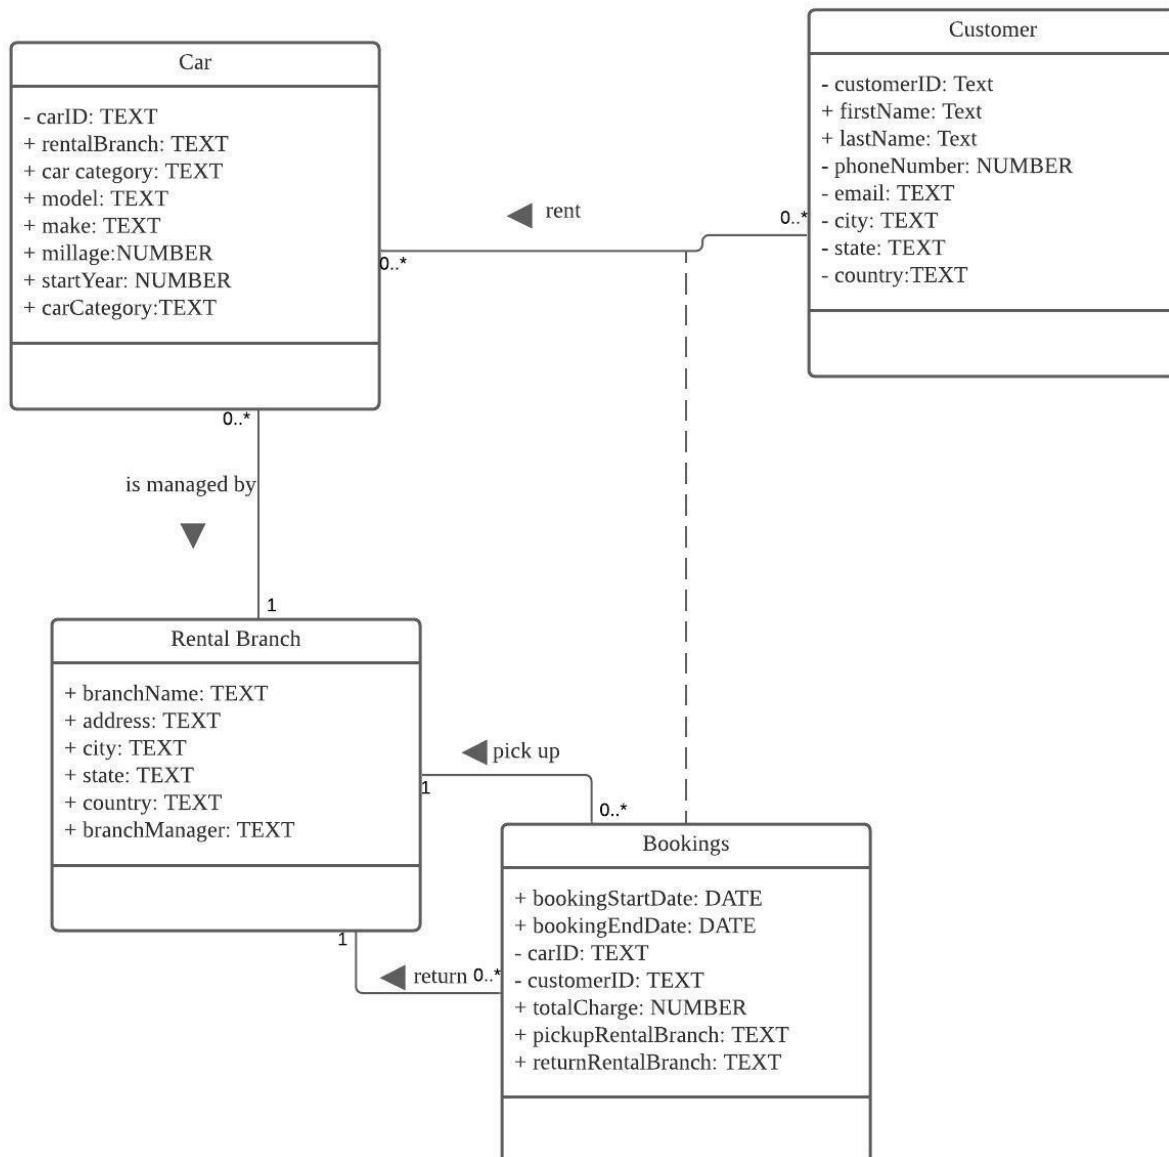 Car
- carID: TEXT
+ rentalBranch: TEXT
+ car category: TEXT
+ model: TEXT
+ make: TEXT
+ millage:NUMBER
+ startYear: NUMBER
+ carCategory:TEXT
Customer
- customerID: Text
+ firstName: Text
+ lastName: Text
- phoneNumber: NUMBER
- email: TEXT
- city: TEXT
- state: TEXT
- country:TEXT
rent
0..*
0..*
0..*
is managed by
1
Rental Branch
+ branchName: TEXT
+ address: TEXT
+ city: TEXT
+ state: TEXT
+ country: TEXT
+ branchManager: TEXT
pick up
1
0..*
1
return
0..*
Bookings
+ bookingStartDate: DATE
+ bookingEndDate: DATE
- carID: TEXT
- customerID: TEXT
+ totalCharge: NUMBER
+ pickupRentalBranch: TEXT
+ returnRentalBranch: TEXT